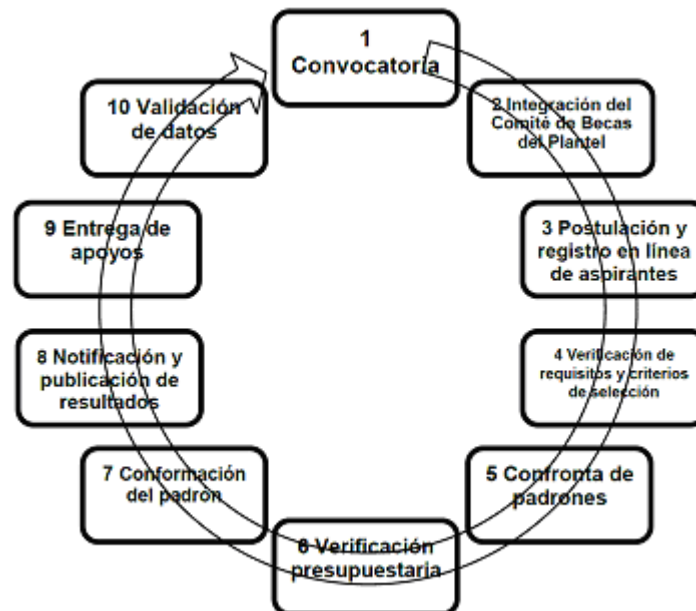 1
Convocatoria
2 Integración del
Comité de Becas
del Plantel
3 Postulación y
registro en línea
de aspirantes
4 Verificación de
requisitos y criterios
de selección
5 Confronta de
padrones
6 Verificación
presupuestaria
7 Conformación
del padrón
8 Notificación y
publicación de
resultados
9 Entrega de
apoyos
10 Validación
de datos